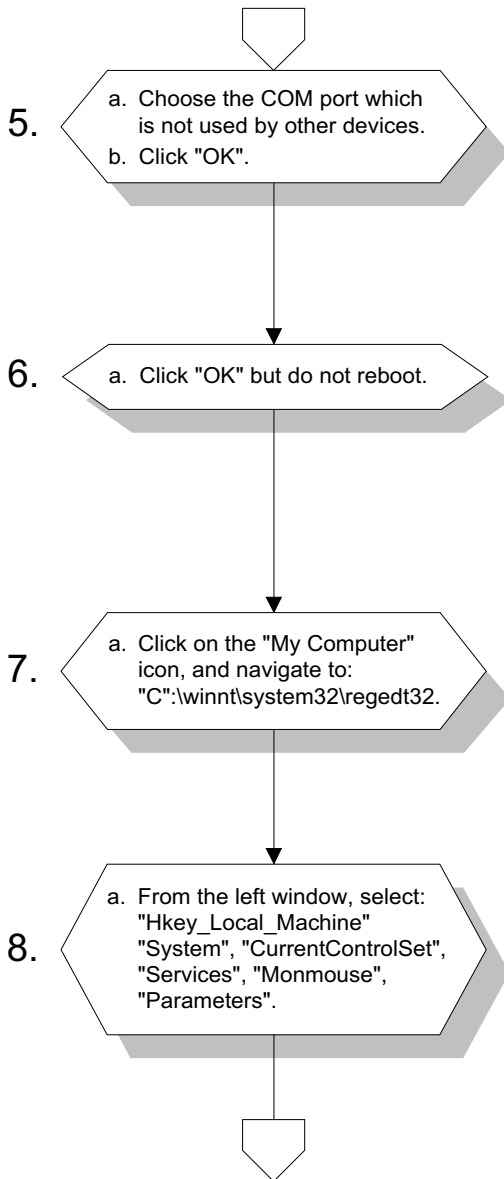 5.
a. Choose the COM port which
is not used by other devices.
b. Click "OK".
6.
a. Click "OK" but do not reboot.
7.
a. Click on the "My Computer"
icon, and navigate to:
"C":\winnt\system32\regedt32.
8.
a. From the left window, select:
"Hkey_Local_Machine"
"System", "CurrentControlSet",
"Services", "Monmouse",
"Parameters".